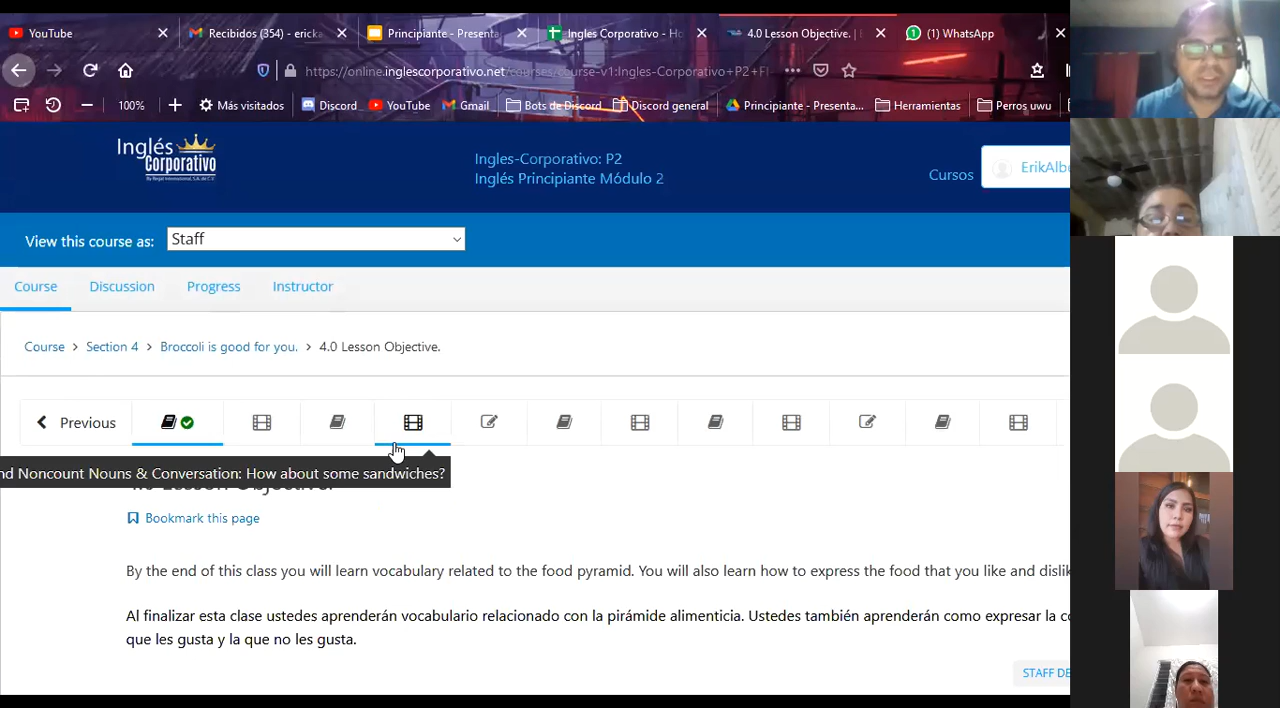 YouTube
Recibidos (354) - ericka
Principiante - Presenta
Ingles Corporativo - Ho
4.0 Lesson Objective. |
(1) WhatsApp
https://online.inglescorporativo.net/courses/course-v1:Ingles-Corporativo+P2+
100%
Más visitados
Discord
YouTube
Gmail
Bots de Discord
Discord general
Principiante - Presenta...
Herramientas
Perros uwu
Inglés
Corporativo
Ingles-Corporativo: P2
Inglés Principiante Módulo 2
Cursos
ErikAlb
View this course as:
Staff
Course
Discussion
Progress
Instructor
Course > Section 4 > Broccoli is good for you. > 4.0 Lesson Objective.
Previous
nd Noncount Nouns & Conversation: How about some sandwiches?
4.0 Lesson Objective.
Bookmark this page
By the end of this class you will learn vocabulary related to the food pyramid. You will also learn how to express the food that you like and dislik
Al finalizar esta clase ustedes aprenderán vocabulario relacionado con la pirámide alimenticia. Ustedes también aprenderán como expresar la co
que les gusta y la que no les gusta.
STAFF DE